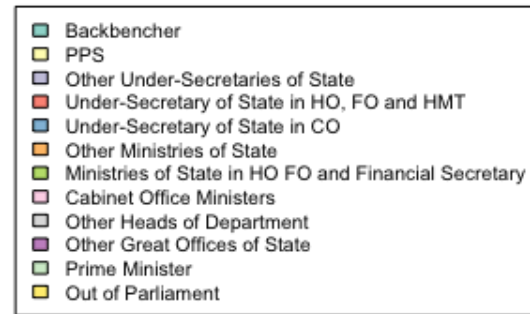 Backbencher
PPS
Other Under-Secretaries of State
Under-Secretary of State in HO, FO and HMT
Under-Secretary of State in CO
Other Ministries of State
Ministries of State in HO FO and Financial Secretary
Cabinet Office Ministers
Other Heads of Department
Other Great Offices of State
Prime Minister
Out of Parliament